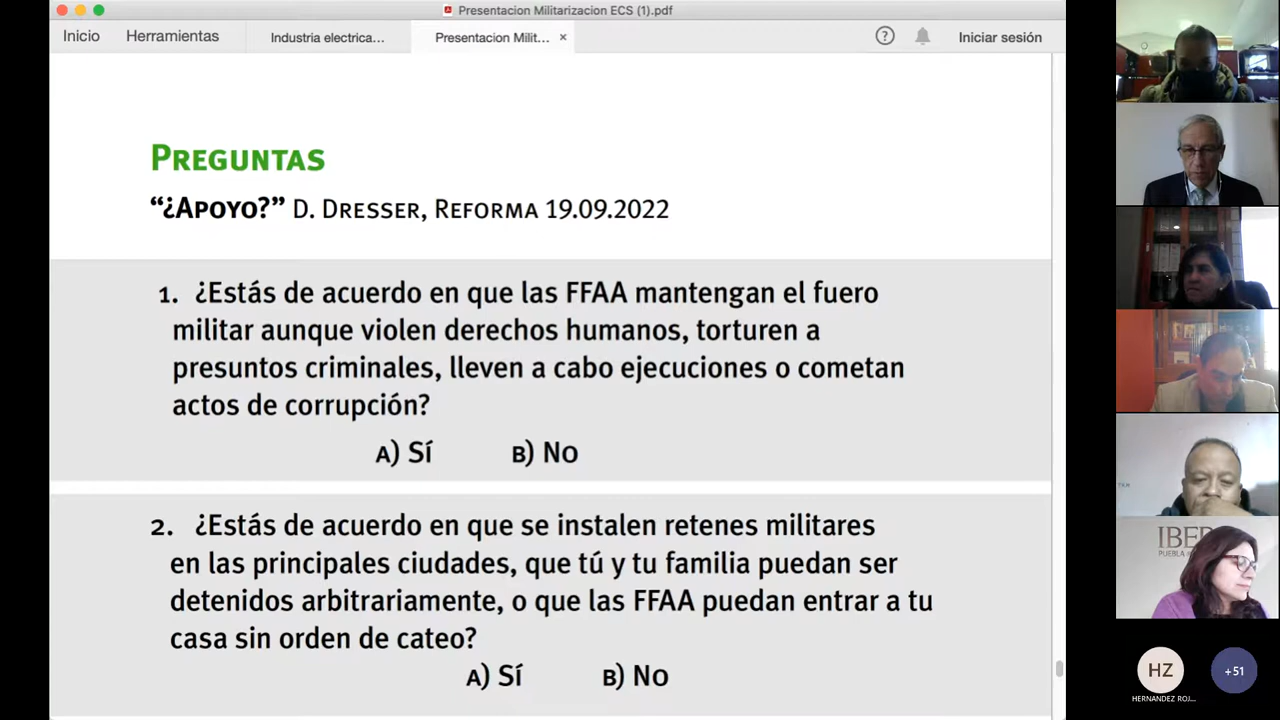 Presentacion Militarizacion ECS (1).pdf
Inicio Herramientas Industria electrica... Presentacion Milit... × ? Iniciar sesión
PREGUNTAS
“¿APOYO?” D. DRESSER, REFORMA 19.09.2022
1. ¿Estás de acuerdo en que las FFAA mantengan el fuero
militar aunque violen derechos humanos, torturen a
presuntos criminales, lleven a cabo ejecuciones o cometan
actos de corrupción?
A) Sí B) No
2. ¿Estás de acuerdo en que se instalen retenes militares
en las principales ciudades, que tú y tu familia puedan ser
detenidos arbitrariamente, o que las FFAA puedan entrar a tu
casa sin orden de cateo?
A) Sí B) No
IBER
PUEBLA
HZ
+51
HERNANDEZ ROJ...